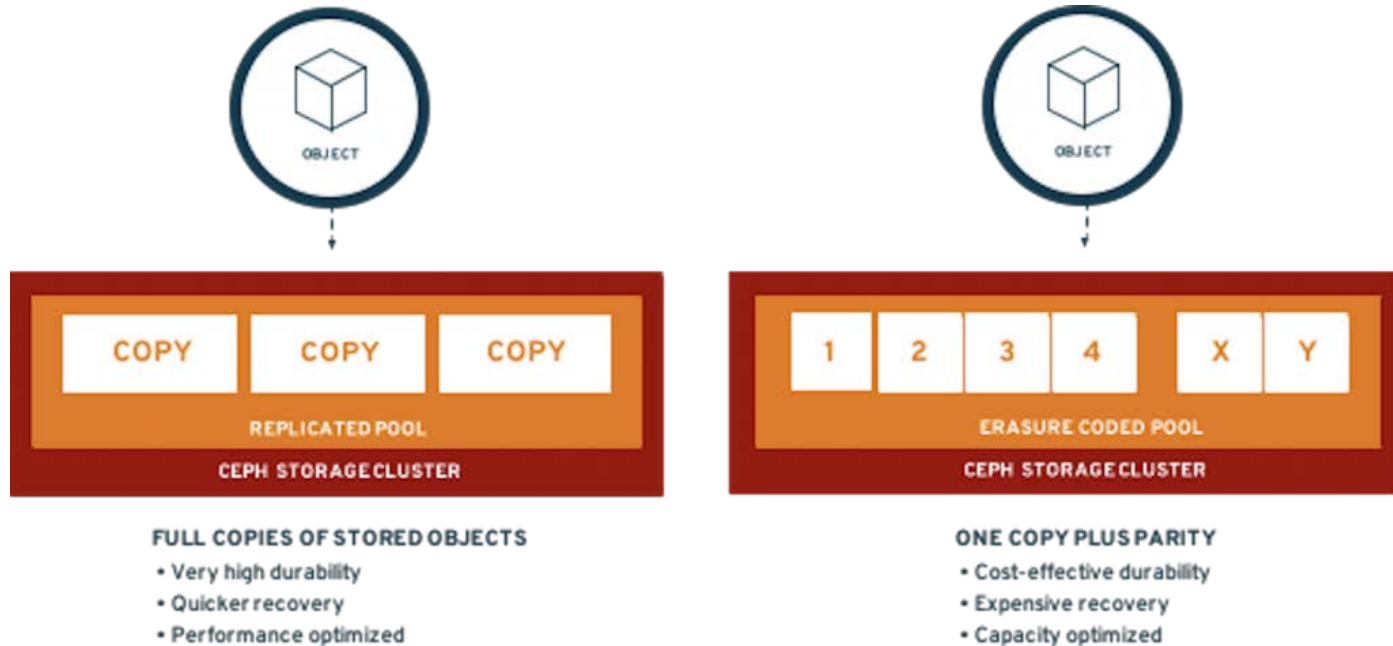 OBJECT
COPY COPY COPY
REPLICATED POOL
CEPH STORAGE CLUSTER
FULL COPIES OF STORED OBJECTS
• Very high durability
• Quicker recovery
• Performance optimized
OBJECT
1 2 3 4 X Y
ERASURE CODED POOL
CEPH STORAGE CLUSTER
ONE COPY PLUS PARITY
• Cost-effective durability
• Expensive recovery
• Capacity optimized